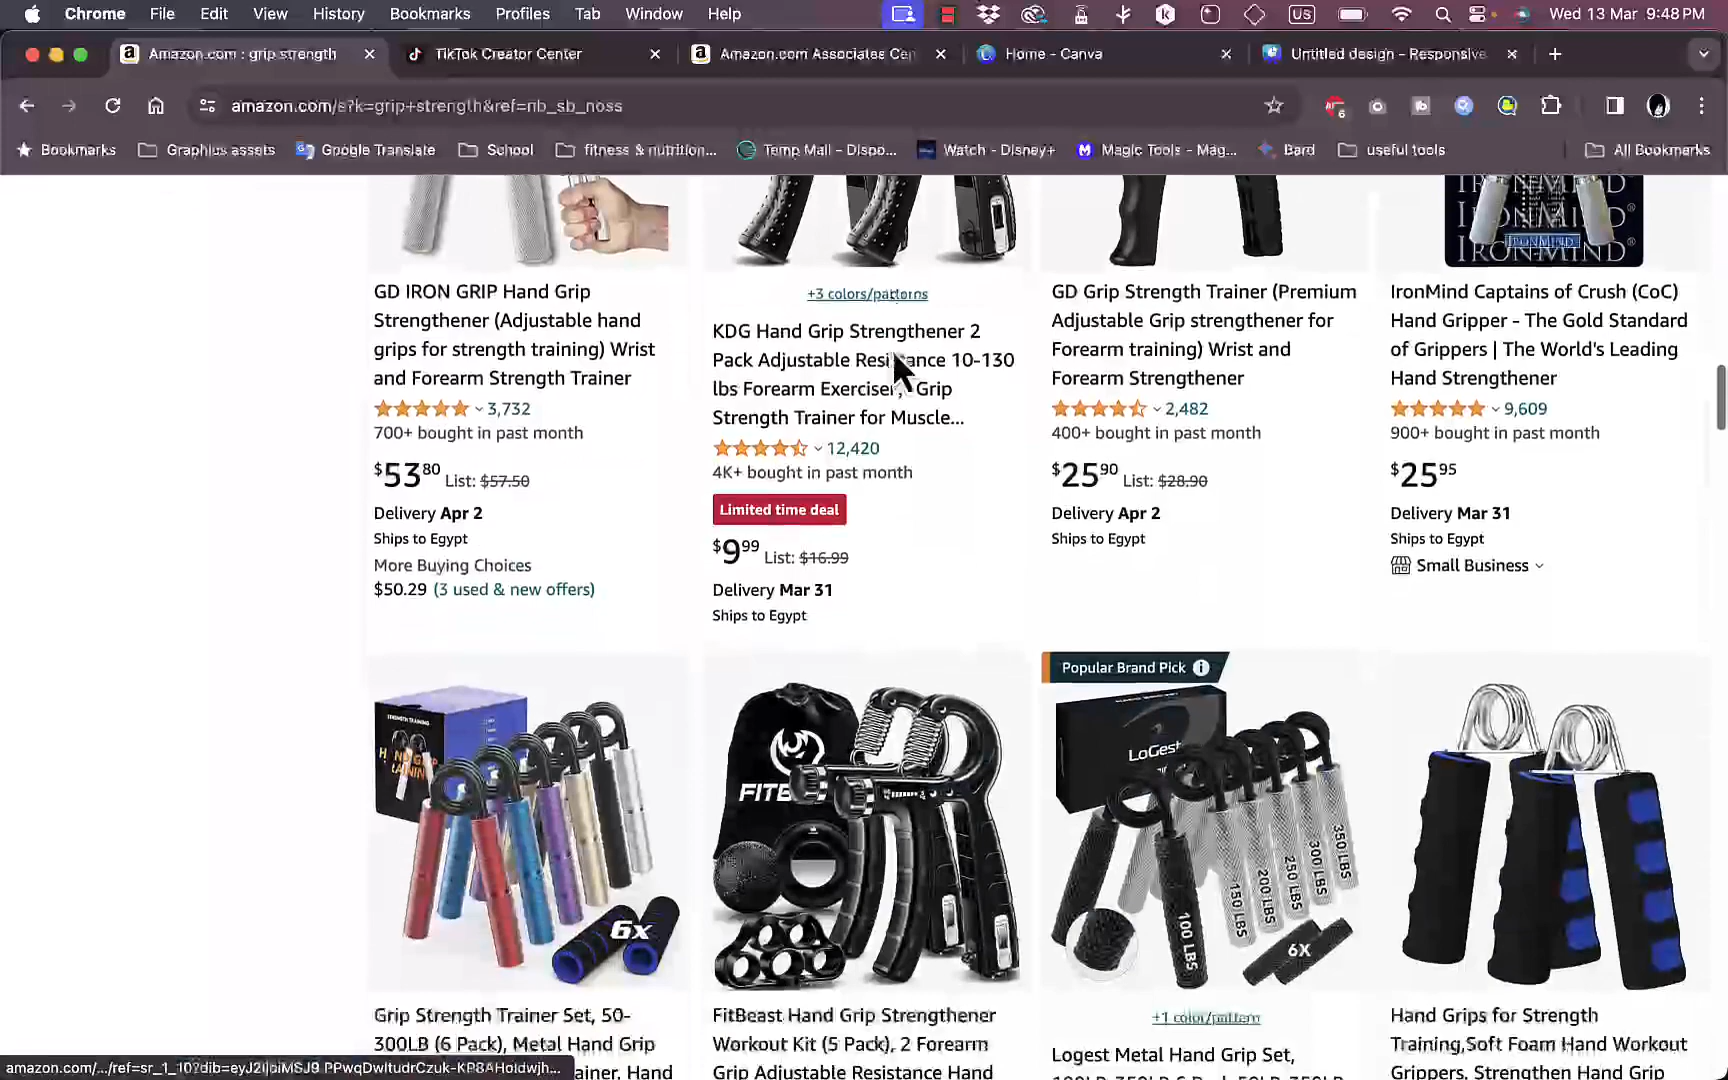 Chrome File Edit View History Bookmarks Profiles Tab Window Help US Wed 13 Mar 9:48 PM
Amazon.com : grip strength TikTok Creator Center Amazon.com Associates Cen Home - Canva Untitled design - Responsive
amazon.com/s?k=grip+strength&ref=nb_sb_noss 6
Bookmarks Graphics assets Google Translate School fitness & nutrition... Temp Mail - Dispo... Watch - Disney+ Magic Tools - Mag... Bard useful tools All Bookmarks
IRONMIND®
IRONMIND
IRONMIND
GD IRON GRIP Hand Grip
Strengthener (Adjustable hand
grips for strength training) Wrist
and Forearm Strength Trainer
3,732
700+ bought in past month
$53 80 List: $57.50
Delivery Apr 2
Ships to Egypt
More Buying Choices
$50.29 (3 used & new offers)
+3 colors/patterns
KDG Hand Grip Strengthener 2
Pack Adjustable Resistance 10-130
lbs Forearm Exerciser, Grip
Strength Trainer for Muscle...
12,420
4K+ bought in past month
Limited time deal
$9 99 List: $16.99
Delivery Mar 31
Ships to Egypt
GD Grip Strength Trainer (Premium
Adjustable Grip strengthener for
Forearm training) Wrist and
Forearm Strengthener
2,482
400+ bought in past month
$25 90 List: $28.90
Delivery Apr 2
Ships to Egypt
IronMind Captains of Crush (CoC)
Hand Gripper - The Gold Standard
of Grippers | The World's Leading
Hand Strengthener
9,609
900+ bought in past month
$25 95
Delivery Mar 31
Ships to Egypt
Small Business
STRENGTH TRAINING
6x
Grip Strength Trainer Set, 50-
300LB (6 Pack), Metal Hand Grip
ainer, Hand
FITBE
FitBeast Hand Grip Strengthener
Workout Kit (5 Pack), 2 Forearm
Grip Adjustable Resistance Hand
Popular Brand Pick
LoGest
100 LBS
150 LBS
200 LBS
250 LBS
300 LBS
350 LBS
6X
+1 color/pattern
Logest Metal Hand Grip Set,
Hand Grips for Strength
Training,Soft Foam Hand Workout
Grippers, Strengthen Hand Grip